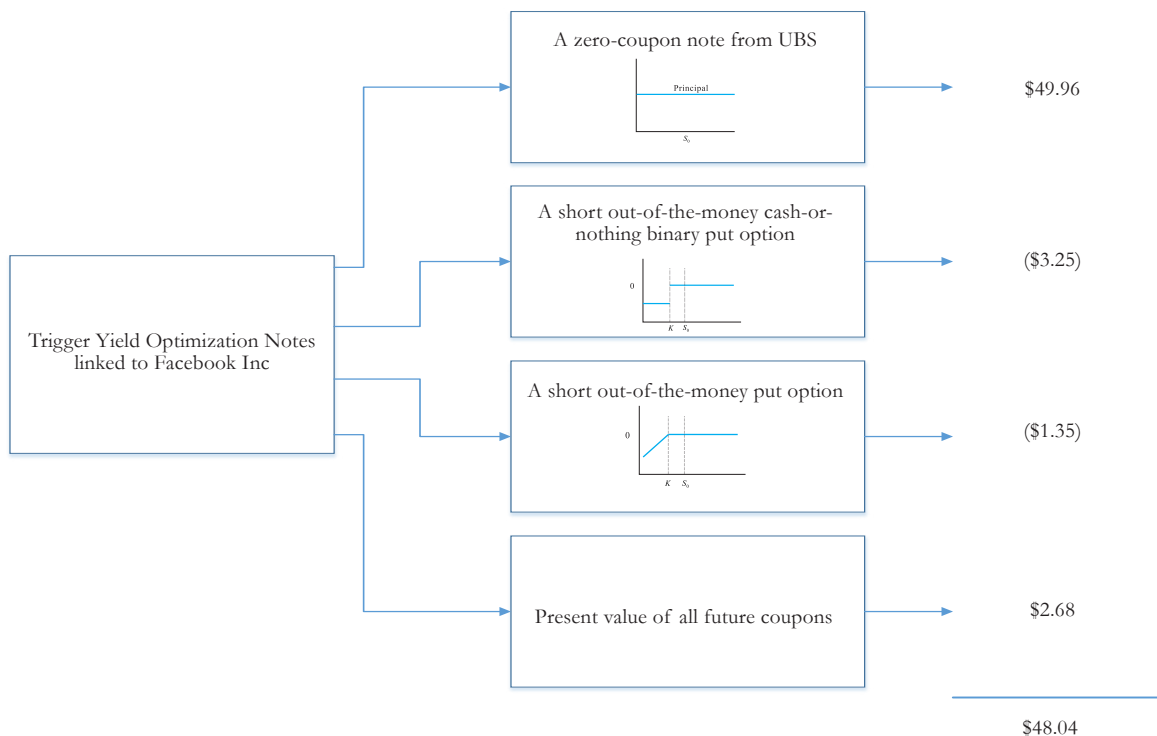 A zero-coupon note from UBS
Principal
S₀
$49.96
A short out-of-the-money cash-or-
nothing binary put option
0
K S₀
($3.25)
Trigger Yield Optimization Notes
linked to Facebook Inc
A short out-of-the-money put option
0
K S₀
($1.35)
Present value of all future coupons
$2.68
$48.04